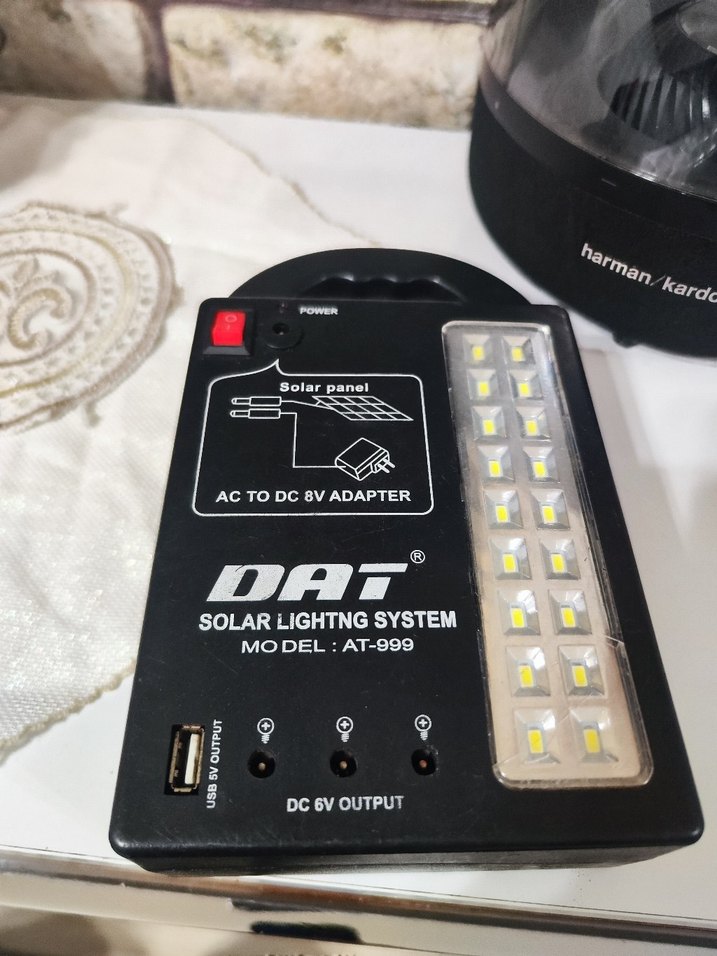 harman/kardo
POWER
Solar panel
AC TO DC 8V ADAPTER
DAT®
SOLAR LIGHTNG SYSTEM
MODEL : AT-999
USB 5V OUTPUT
DC 6V OUTPUT